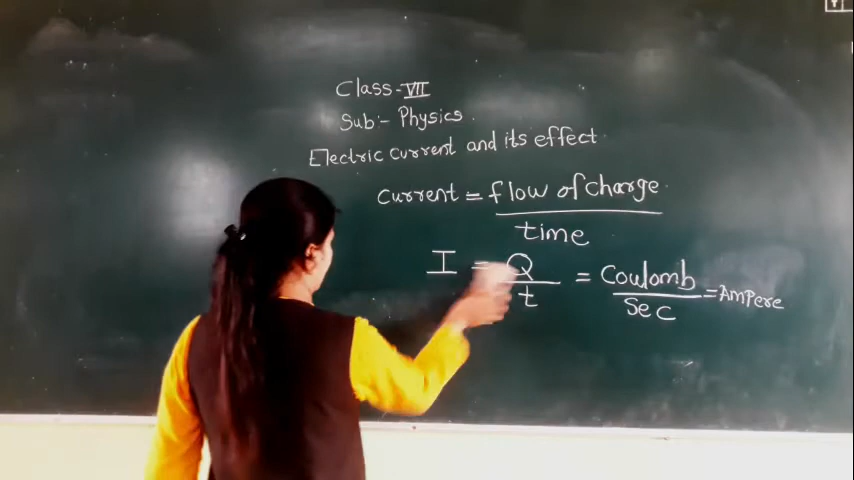 Class-VII
Sub:- Physics.
Electric current and its effect.
Current = flow of charge
time
I = Q = Coulomb = Ampere
t Sec